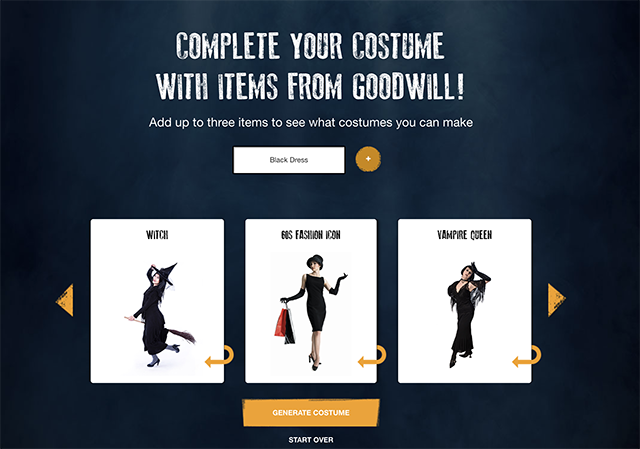 COMPLETE YOUR COSTUME
WITH ITEMS FROM GOODWILL!
Add up to three items to see what costumes you can make
Black Dress
+
WITCH
60S FASHION ICON
VAMPIRE QUEEN
GENERATE COSTUME
START OVER